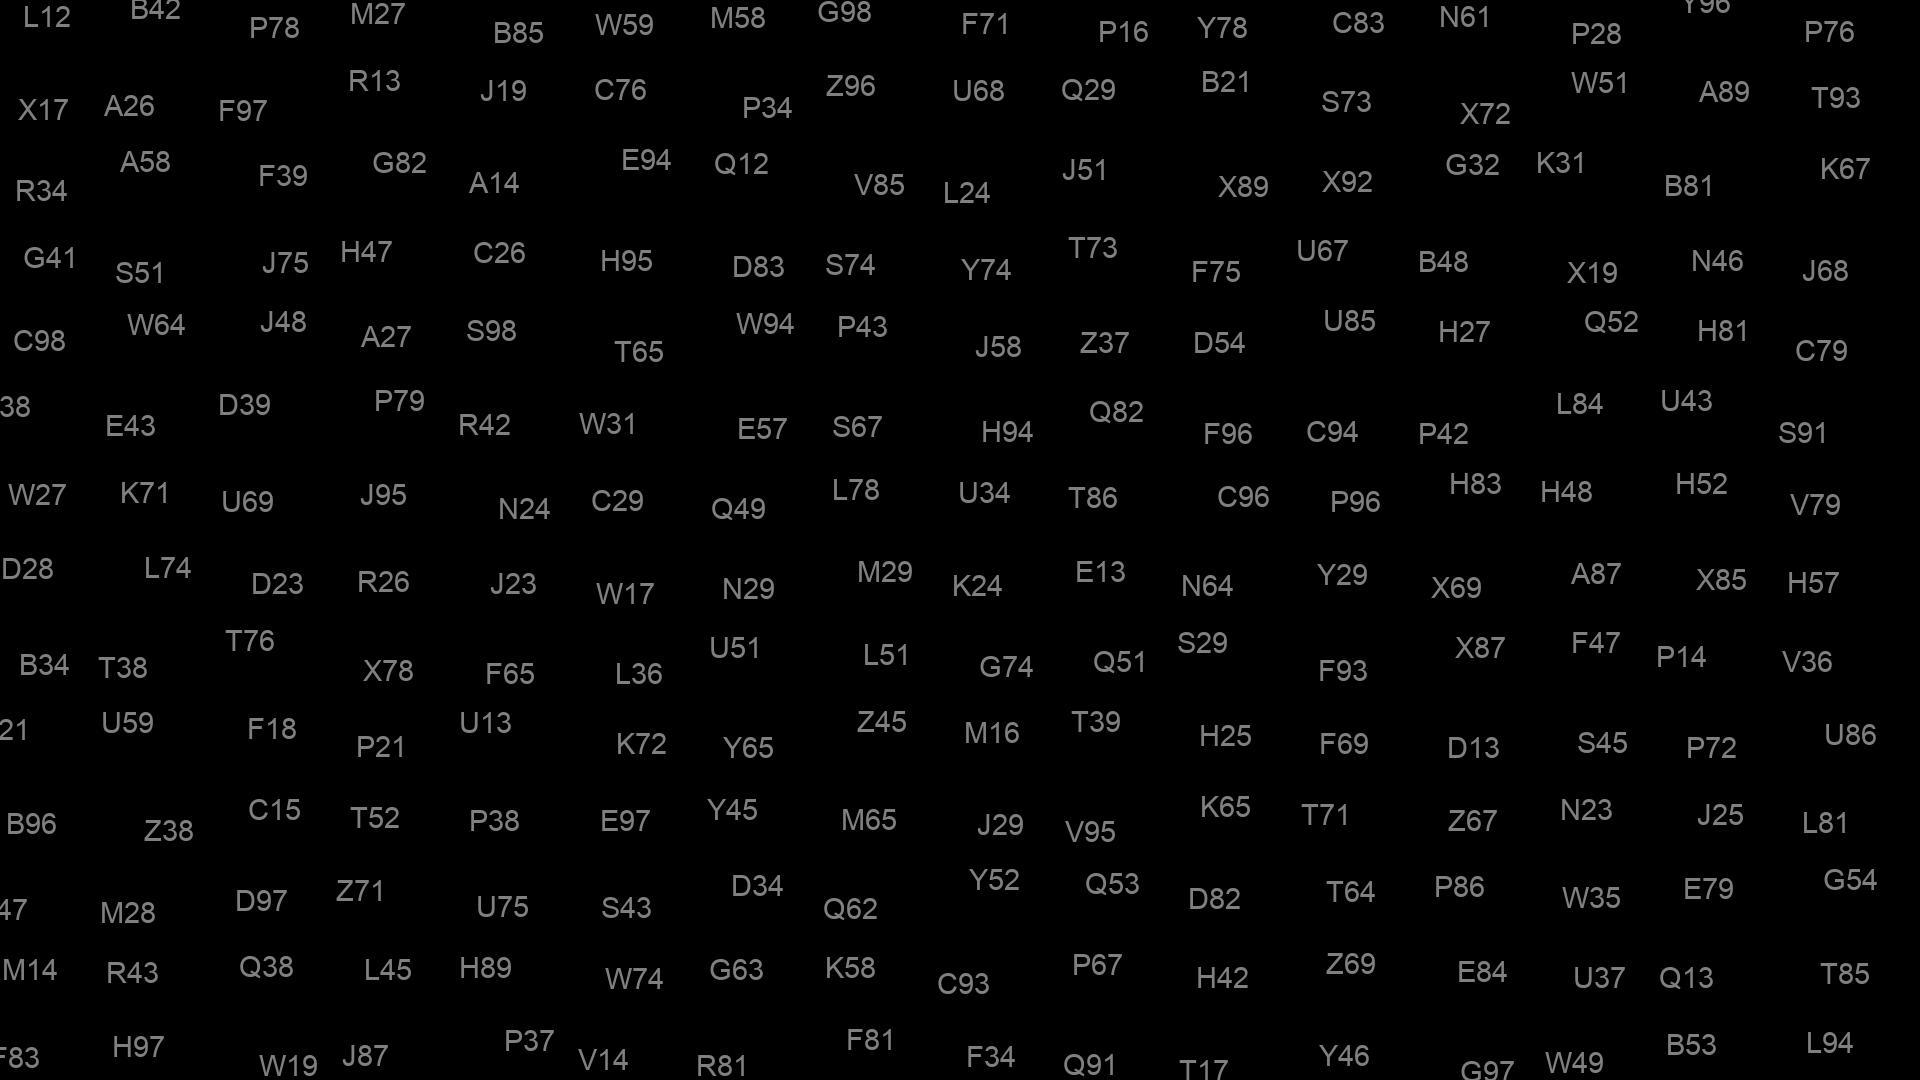 L12 B42 P78 M27 B85 W59 M58 G98 F71 P16 Y78 C83 N61 P28 Y96 P76
X17 A26 F97 R13 J19 C76 P34 Z96 U68 Q29 B21 S73 X72 W51 A89 T93
R34 A58 F39 G82 A14 E94 Q12 V85 L24 J51 X89 X92 G32 K31 B81 K67
G41 S51 J75 H47 C26 H95 D83 S74 Y74 T73 F75 U67 B48 X19 N46 J68
C98 W64 J48 A27 S98 T65 W94 P43 J58 Z37 D54 U85 H27 Q52 H81 C79
38 E43 D39 P79 R42 W31 E57 S67 H94 Q82 F96 C94 P42 L84 U43 S91
W27 K71 U69 J95 N24 C29 Q49 L78 U34 T86 C96 P96 H83 H48 H52 V79
D28 L74 D23 R26 J23 W17 N29 M29 K24 E13 N64 Y29 X69 A87 X85 H57
B34 T38 T76 X78 F65 L36 U51 L51 G74 Q51 S29 F93 X87 F47 P14 V36
21 U59 F18 P21 U13 K72 Y65 Z45 M16 T39 H25 F69 D13 S45 P72 U86
B96 Z38 C15 T52 P38 E97 Y45 M65 J29 V95 K65 T71 Z67 N23 J25 L81
47 M28 D97 Z71 U75 S43 D34 Q62 Y52 Q53 D82 T64 P86 W35 E79 G54
M14 R43 Q38 L45 H89 W74 G63 K58 C93 P67 H42 Z69 E84 U37 Q13 T85
F83 H97 W19 J87 P37 V14 R81 F81 F34 Q91 T17 Y46 G97 W49 B53 L94